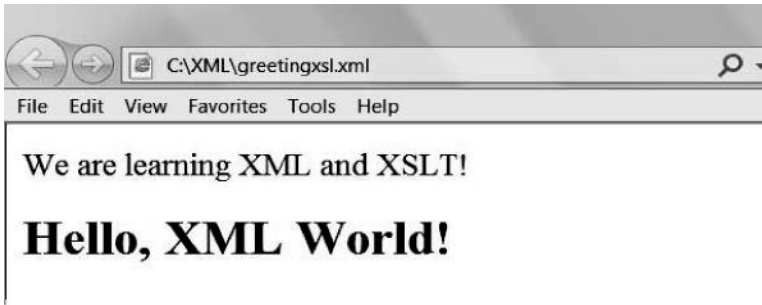 C:\XML\greetingxsl.xml
File Edit View Favorites Tools Help
We are learning XML and XSLT!
Hello, XML World!